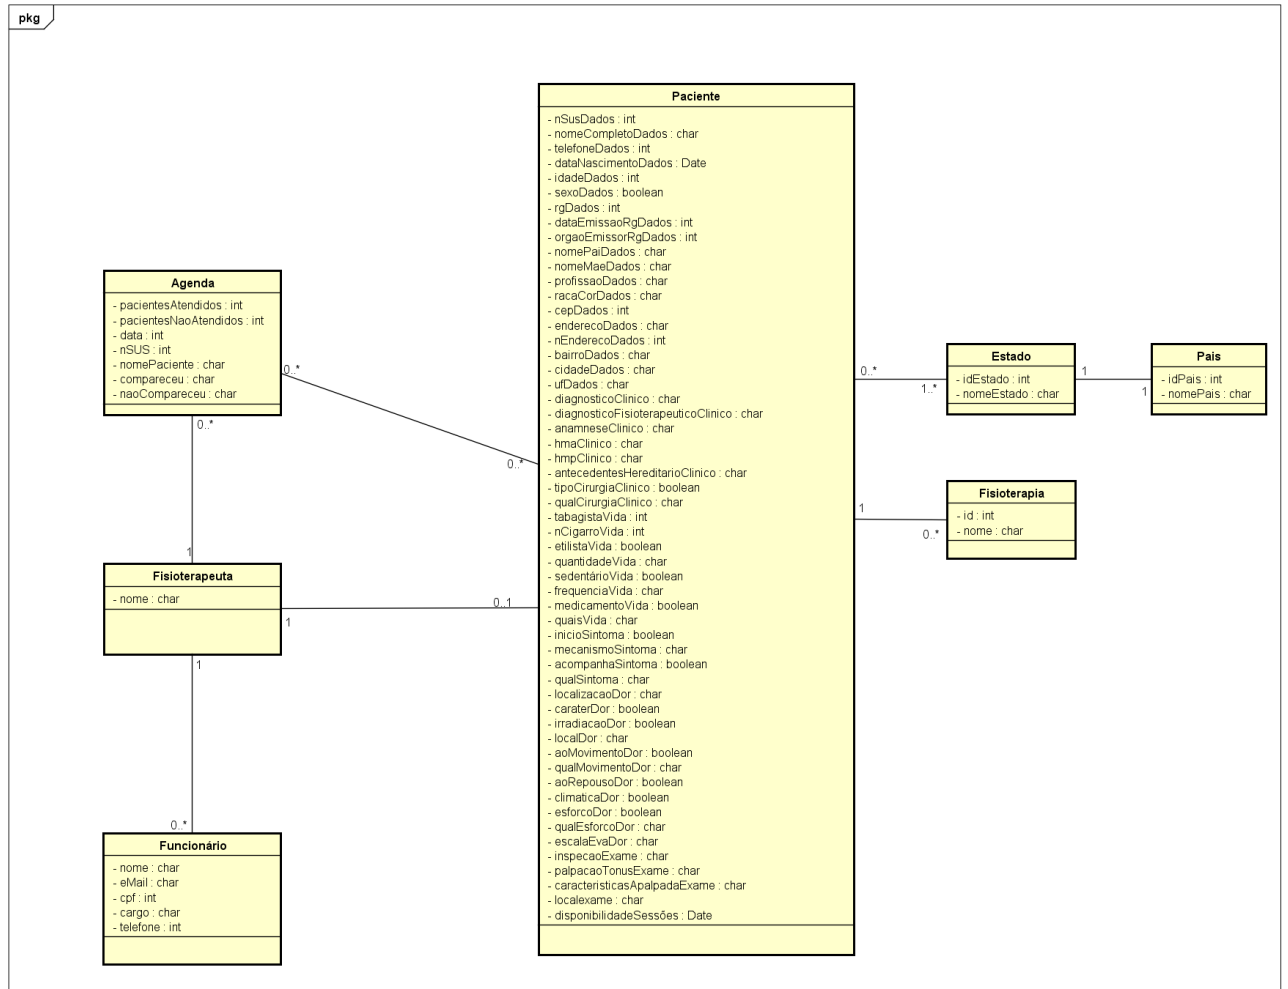 pkg
Paciente
- nSusDados : int
- nomeCompletoDados : char
- telefoneDados : int
- dataNascimentoDados : Date
- idadeDados : int
- sexoDados : boolean
- rgDados : int
- dataEmissaoRgDados : int
- orgaoEmissorRgDados : int
- nomePaiDados : char
- nomeMaeDados : char
- profissaoDados : char
- racaCorDados : char
- cepDados : int
- enderecoDados : char
- nEnderecoDados : int
- bairroDados : char
- cidadeDados : char
- ufDados : char
- diagnosticoClinico : char
- diagnosticoFisioterapeuticoClinico : char
- anamneseClinico : char
- hmaClinico : char
- hmpClinico : char
- antecedentesHereditarioClinico : char
- tipoCirurgiaClinico : boolean
- qualCirurgiaClinico : char
- tabagistaVida : int
- nCigarroVida : int
- etilistaVida : boolean
- quantidadeVida : char
- sedentárioVida : boolean
- frequenciaVida : char
- medicamentoVida : boolean
- quaisVida : char
- inicioSintoma : boolean
- mecanismoSintoma : char
- acompanhaSintoma : boolean
- qualSintoma : char
- localizacaoDor : char
- caraterDor : boolean
- irradiacaoDor : boolean
- localDor : char
- aoMovimentoDor : boolean
- qualMovimentoDor : char
- aoRepousoDor : boolean
- climaticaDor : boolean
- esforcoDor : boolean
- qualEsforcoDor : char
- escalaEvaDor : char
- inspecaoExame : char
- palpacaoTonusExame : char
- caracteristicasApalpadaExame : char
- localexame : char
- disponibilidadeSessões : Date
Agenda
- pacientesAtendidos : int
- pacientesNaoAtendidos : int
- data : int
- nSUS : int
- nomePaciente : char
- compareceu : char
- naoCompareceu : char
0..*
0..*
0..*
1
Fisioterapeuta
- nome : char
1
0..1
1
0..*
Funcionário
- nome : char
- eMail : char
- cpf : int
- cargo : char
- telefone : int
0..*
1..*
Estado
- idEstado : int
- nomeEstado : char
1
1
Pais
- idPais : int
- nomePais : char
1
0..*
Fisioterapia
- id : int
- nome : char